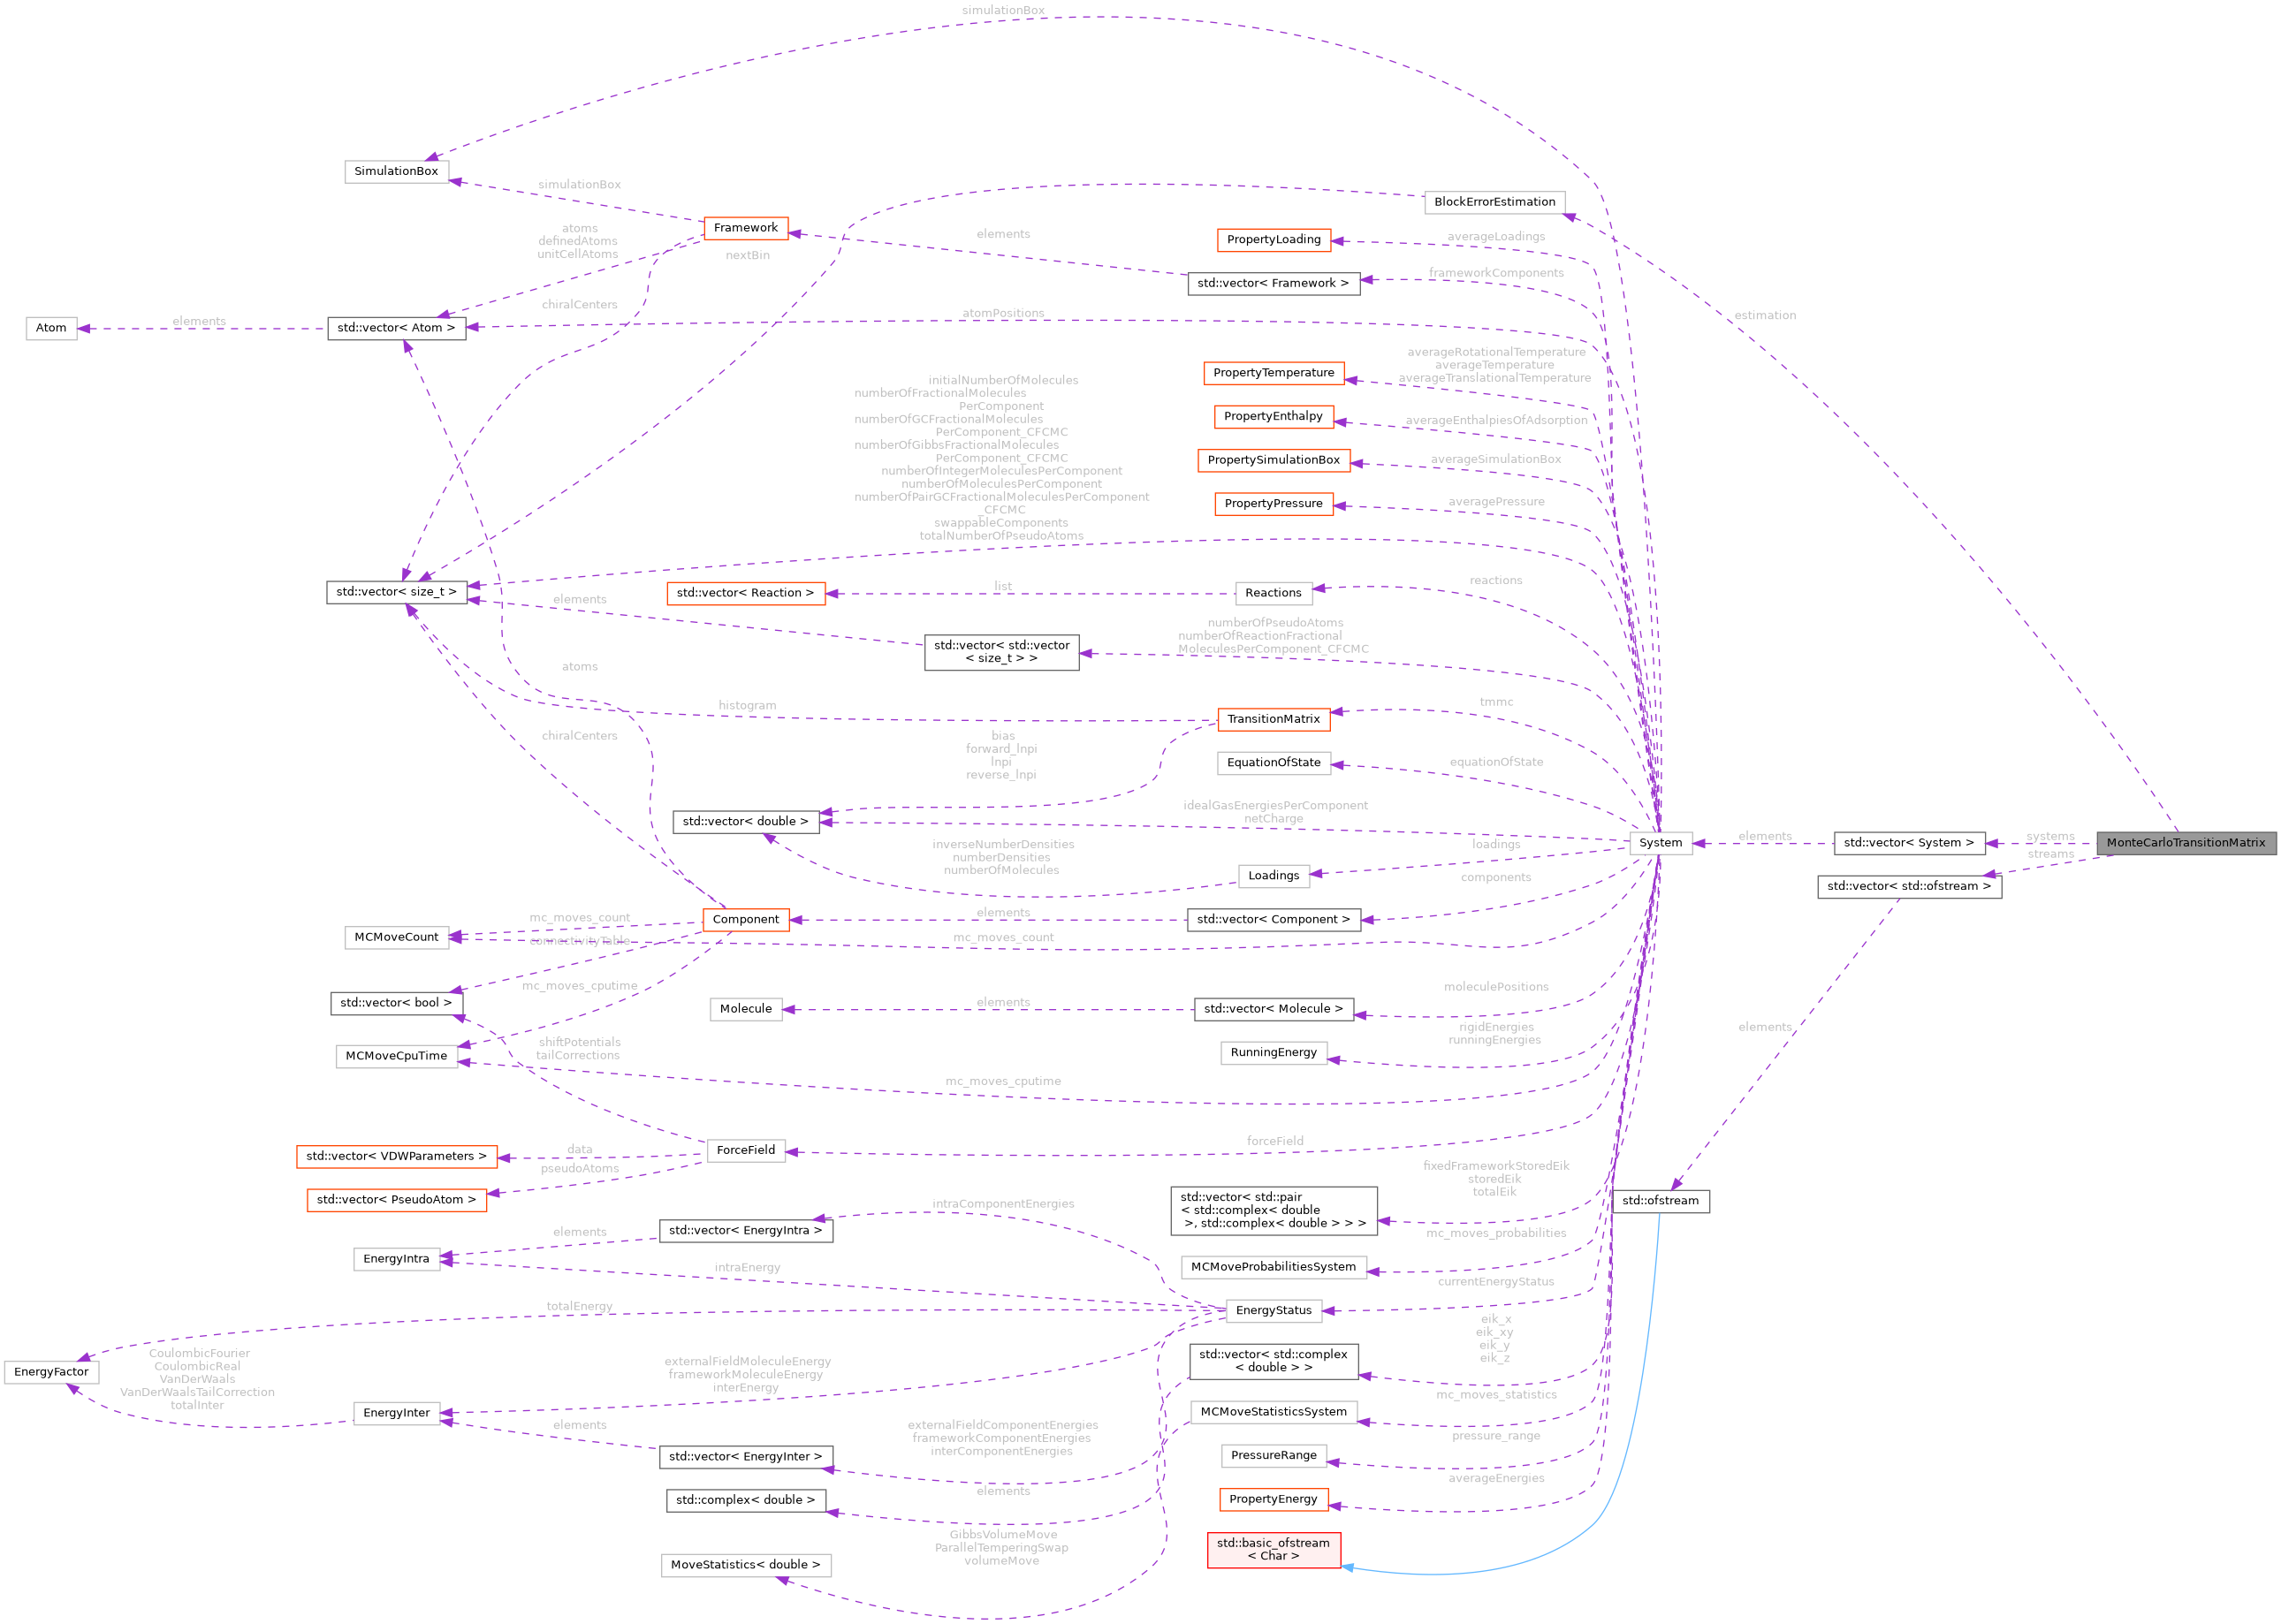 simulationBox
SimulationBox
simulationBox
BlockErrorEstimation
Framework
atoms
definedAtoms
unitCellAtoms
nextBin
elements
PropertyLoading
averageLoadings
std::vector< Framework >
frameworkComponents
chiralCenters
Atom
elements
std::vector< Atom >
atomPositions
estimation
PropertyTemperature
averageRotationalTemperature
averageTemperature
averageTranslationalTemperature
initialNumberOfMolecules
numberOfFractionalMolecules
PerComponent
numberOfGCFractionalMolecules
PerComponent_CFCMC
numberOfGibbsFractionalMolecules
PerComponent_CFCMC
numberOfIntegerMoleculesPerComponent
numberOfMoleculesPerComponent
numberOfPairGCFractionalMoleculesPerComponent
_CFCMC
swappableComponents
totalNumberOfPseudoAtoms
PropertyEnthalpy
averageEnthalpiesOfAdsorption
PropertySimulationBox
averageSimulationBox
PropertyPressure
averagePressure
std::vector< size_t >
elements
std::vector< Reaction >
list
Reactions
reactions
std::vector< std::vector
< size_t > >
numberOfPseudoAtoms
numberOfReactionFractional
MoleculesPerComponent_CFCMC
atoms
histogram
TransitionMatrix
tmmc
chiralCenters
bias
forward_lnpi
lnpi
reverse_lnpi
EquationOfState
equationOfState
std::vector< double >
idealGasEnergiesPerComponent
netCharge
inverseNumberDensities
numberDensities
numberOfMolecules
Loadings
loadings
System
elements
std::vector< System >
systems
MonteCarloTransitionMatrix
streams
std::vector< std::ofstream >
components
Component
elements
std::vector< Component >
mc_moves_count
MCMoveCount
connectivityTable
mc_moves_count
std::vector< bool >
mc_moves_cputime
Molecule
elements
std::vector< Molecule >
moleculePositions
elements
rigidEnergies
runningEnergies
RunningEnergy
MCMoveCpuTime
shiftPotentials
tailCorrections
mc_moves_cputime
std::vector< VDWParameters >
data
ForceField
forceField
pseudoAtoms
std::vector< PseudoAtom >
std::vector< std::pair
< std::complex< double
>, std::complex< double > > >
fixedFrameworkStoredEik
storedEik
totalEik
std::ofstream
intraComponentEnergies
std::vector< EnergyIntra >
elements
EnergyIntra
mc_moves_probabilities
MCMoveProbabilitiesSystem
intraEnergy
currentEnergyStatus
EnergyStatus
totalEnergy
EnergyFactor
CoulombicFourier
CoulombicReal
VanDerWaals
VanDerWaalsTailCorrection
totalInter
externalFieldMoleculeEnergy
frameworkMoleculeEnergy
interEnergy
std::vector< std::complex
< double > >
eik_x
eik_xy
eik_y
eik_z
EnergyInter
elements
MCMoveStatisticsSystem
mc_moves_statistics
externalFieldComponentEnergies
frameworkComponentEnergies
interComponentEnergies
std::vector< EnergyInter >
PressureRange
pressure_range
std::complex< double >
elements
PropertyEnergy
averageEnergies
MoveStatistics< double >
GibbsVolumeMove
ParallelTemperingSwap
volumeMove
std::basic_ofstream
< Char >